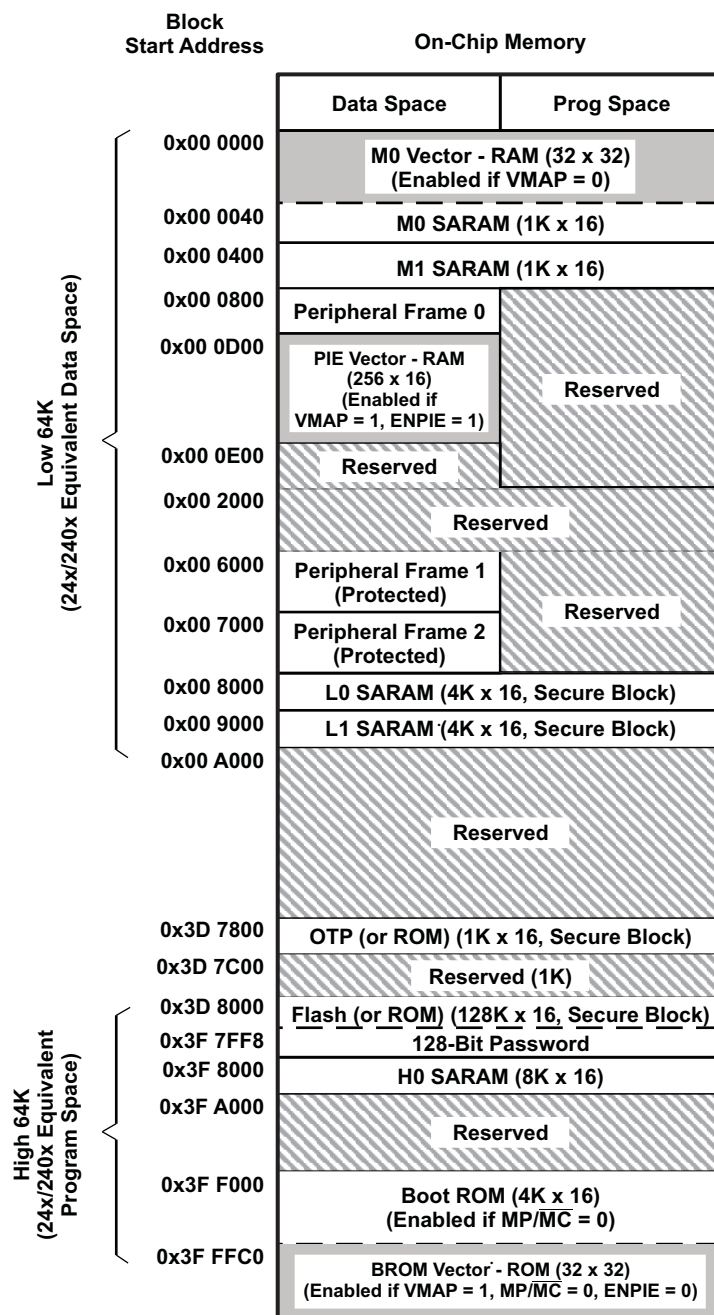 Block
Start Address
On-Chip Memory
Data Space
Prog Space
Low 64K
(24x/240x Equivalent Data Space)
0x00 0000
M0 Vector - RAM (32 x 32)
(Enabled if VMAP = 0)
0x00 0040
M0 SARAM (1K x 16)
0x00 0400
M1 SARAM (1K x 16)
0x00 0800
Peripheral Frame 0
0x00 0D00
PIE Vector - RAM
(256 x 16)
(Enabled if
VMAP = 1, ENPIE = 1)
Reserved
0x00 0E00
Reserved
0x00 2000
Reserved
0x00 6000
Peripheral Frame 1
(Protected)
Reserved
0x00 7000
Peripheral Frame 2
(Protected)
0x00 8000
L0 SARAM (4K x 16, Secure Block)
0x00 9000
L1 SARAM (4K x 16, Secure Block)
0x00 A000
Reserved
0x3D 7800
OTP (or ROM) (1K x 16, Secure Block)
0x3D 7C00
Reserved (1K)
High 64K
(24x/240x Equivalent
Program Space)
0x3D 8000
Flash (or ROM) (128K x 16, Secure Block)
0x3F 7FF8
128-Bit Password
0x3F 8000
H0 SARAM (8K x 16)
0x3F A000
Reserved
0x3F F000
Boot ROM (4K x 16)
(Enabled if MP/M̅C̅ = 0)
0x3F FFC0
BROM Vector - ROM (32 x 32)
(Enabled if VMAP = 1, MP/M̅C̅ = 0, ENPIE = 0)